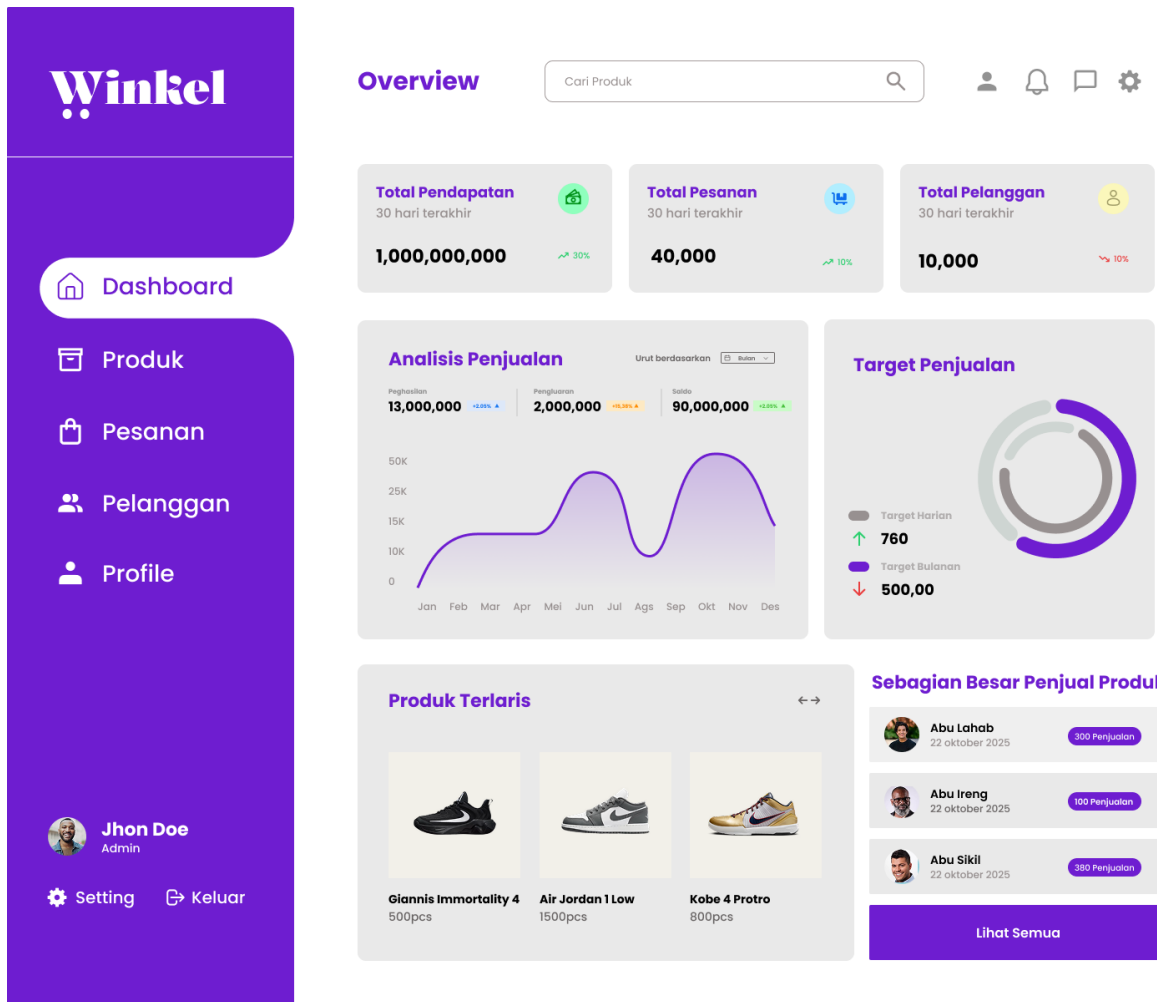 Winkel
Overview
Cari Produk
Dashboard
Produk
Pesanan
Pelanggan
Profile
Jhon Doe
Admin
Setting
Keluar
Total Pendapatan
30 hari terakhir
1,000,000,000
30%
Total Pesanan
30 hari terakhir
40,000
10%
Total Pelanggan
30 hari terakhir
10,000
10%
Analisis Penjualan
Urut berdasarkan
Bulan
Peghasilan
13,000,000
+2.05%
Pengluaran
2,000,000
Saldo
90,000,000
+2.05%
50K
25K
15K
10K
0
Jan Feb Mar Apr Mei Jun Jul Ags Sep Okt Nov Des
Target Penjualan
Target Harian
760
Target Bulanan
500,00
Produk Terlaris
Giannis Immortality 4
500pcs
Air Jordan 1 Low
1500pcs
Kobe 4 Protro
800pcs
Sebagian Besar Penjual Produk
Abu Lahab
22 oktober 2025
300 Penjualan
Abu Ireng
22 oktober 2025
100 Penjualan
Abu Sikil
22 oktober 2025
380 Penjualan
Lihat Semua